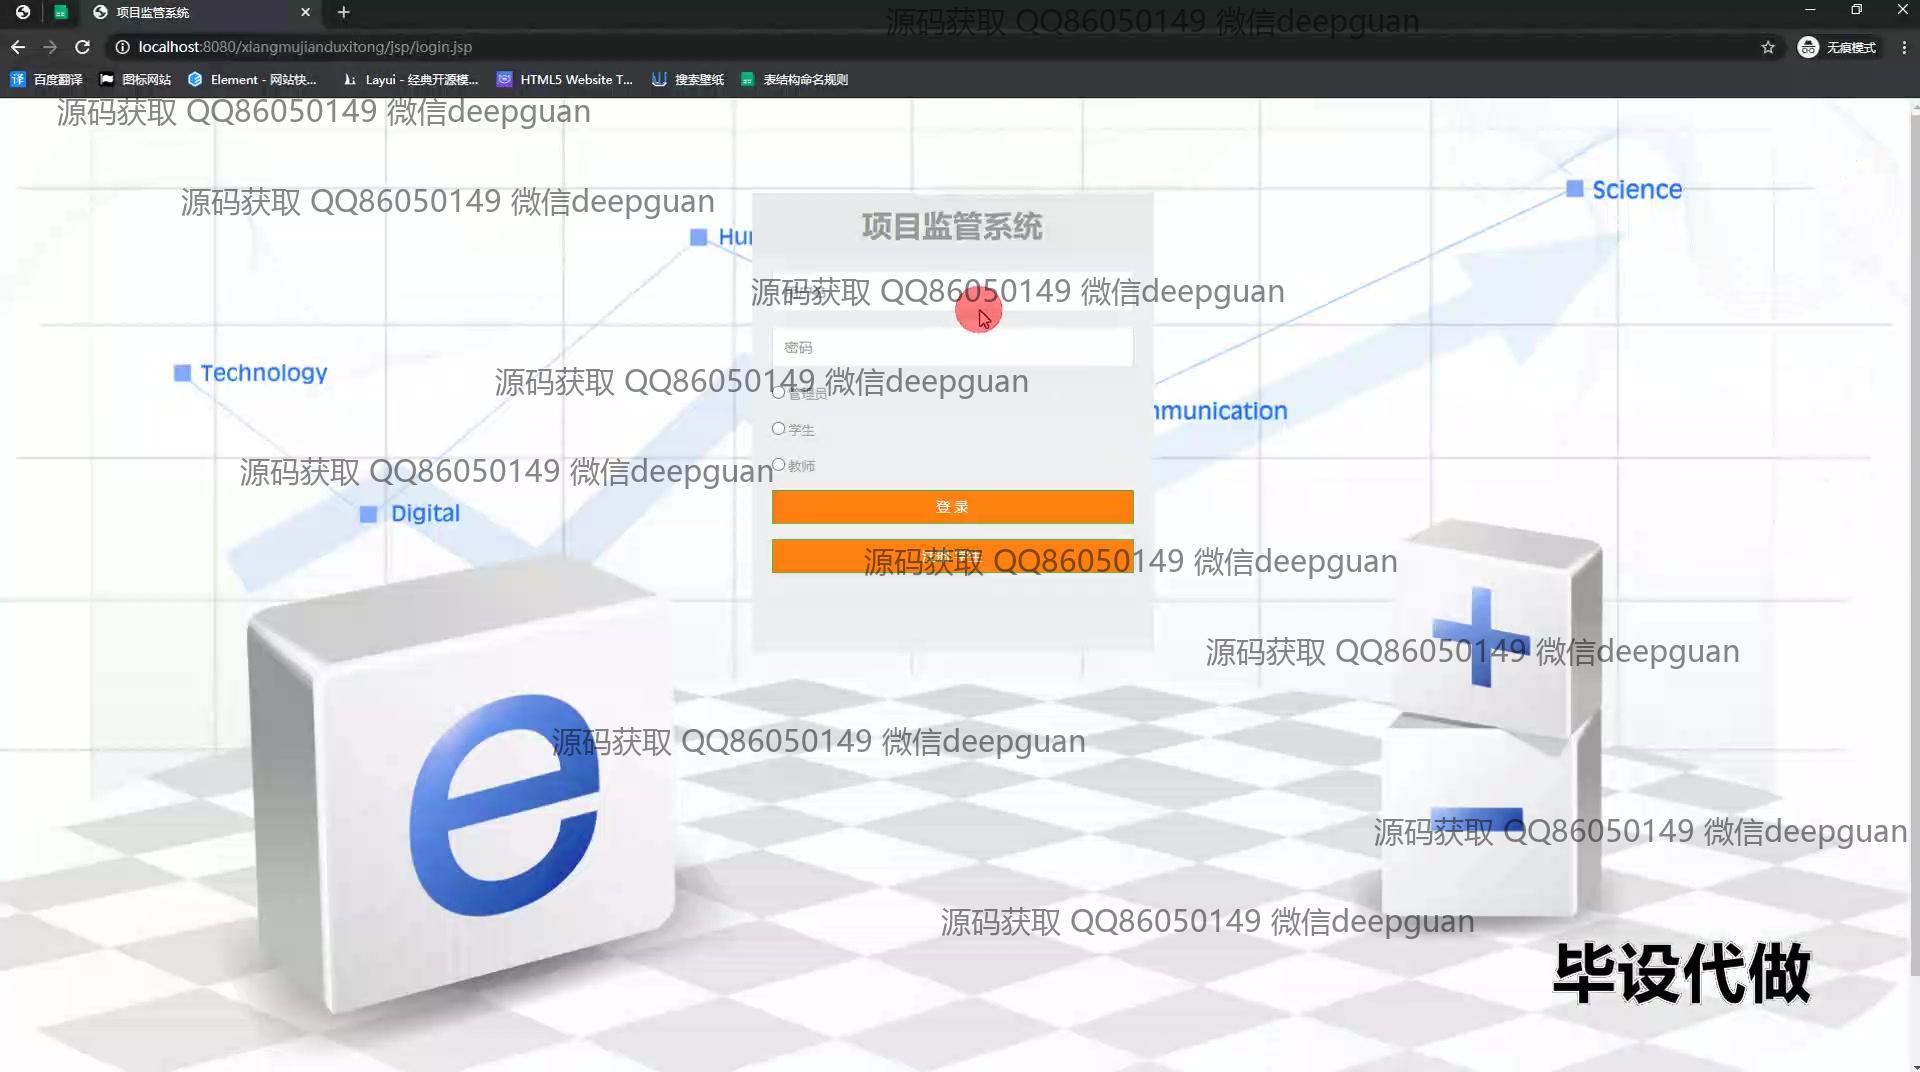 项目监管系统
源码获取 QQ86050149 微信deepguan
localhost:8080/xiangmujianduxitong/jsp/login.jsp
无痕模式
百度翻译
图标网站
Element - 网站快...
Layui - 经典开源模...
HTML5 Website T...
搜索壁纸
表结构命名规则
源码获取 QQ86050149 微信deepguan
源码获取 QQ86050149 微信deepguan
Science
项目监管系统
Hur
源码获取 QQ86050149 微信deepguan
密码
Technology
源码获取 QQ86050149 微信deepguan
管理员
mmunication
学生
源码获取 QQ86050149 微信deepguan
教师
登 录
Digital
源码获取 QQ86050149 微信deepguan
源码获取 QQ86050149 微信deepguan
源码获取 QQ86050149 微信deepguan
e
源码获取 QQ86050149 微信deepguan
源码获取 QQ86050149 微信deepguan
毕设代做